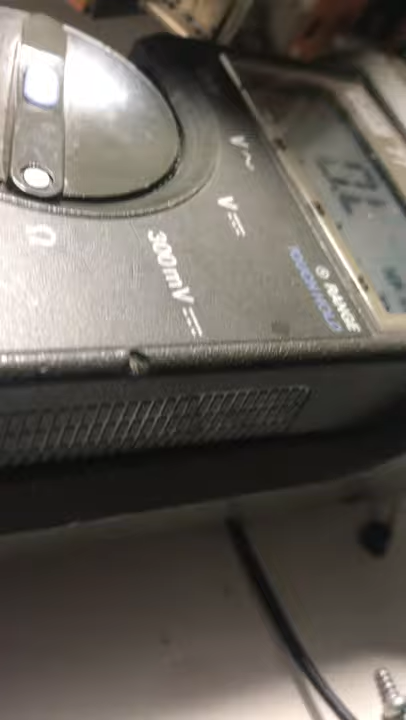 V~
V⎓
300mV⎓
Ω
OL
RANGE
TOUCH HOLD